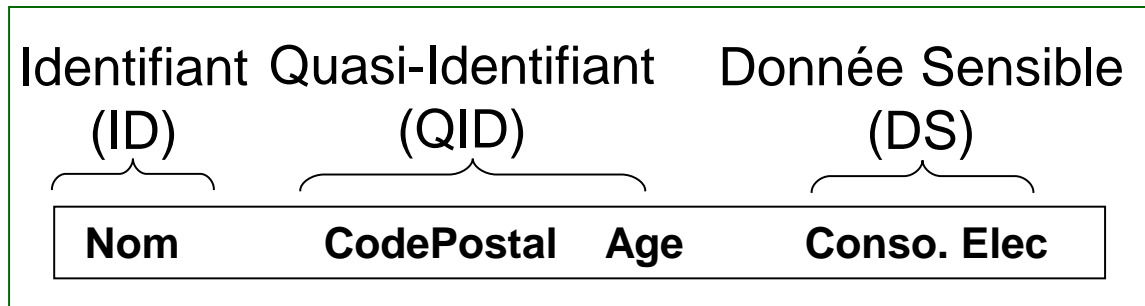 Identifiant Quasi-Identifiant Donnée Sensible
(ID) (QID) (DS)
Nom CodePostal Age Conso. Elec